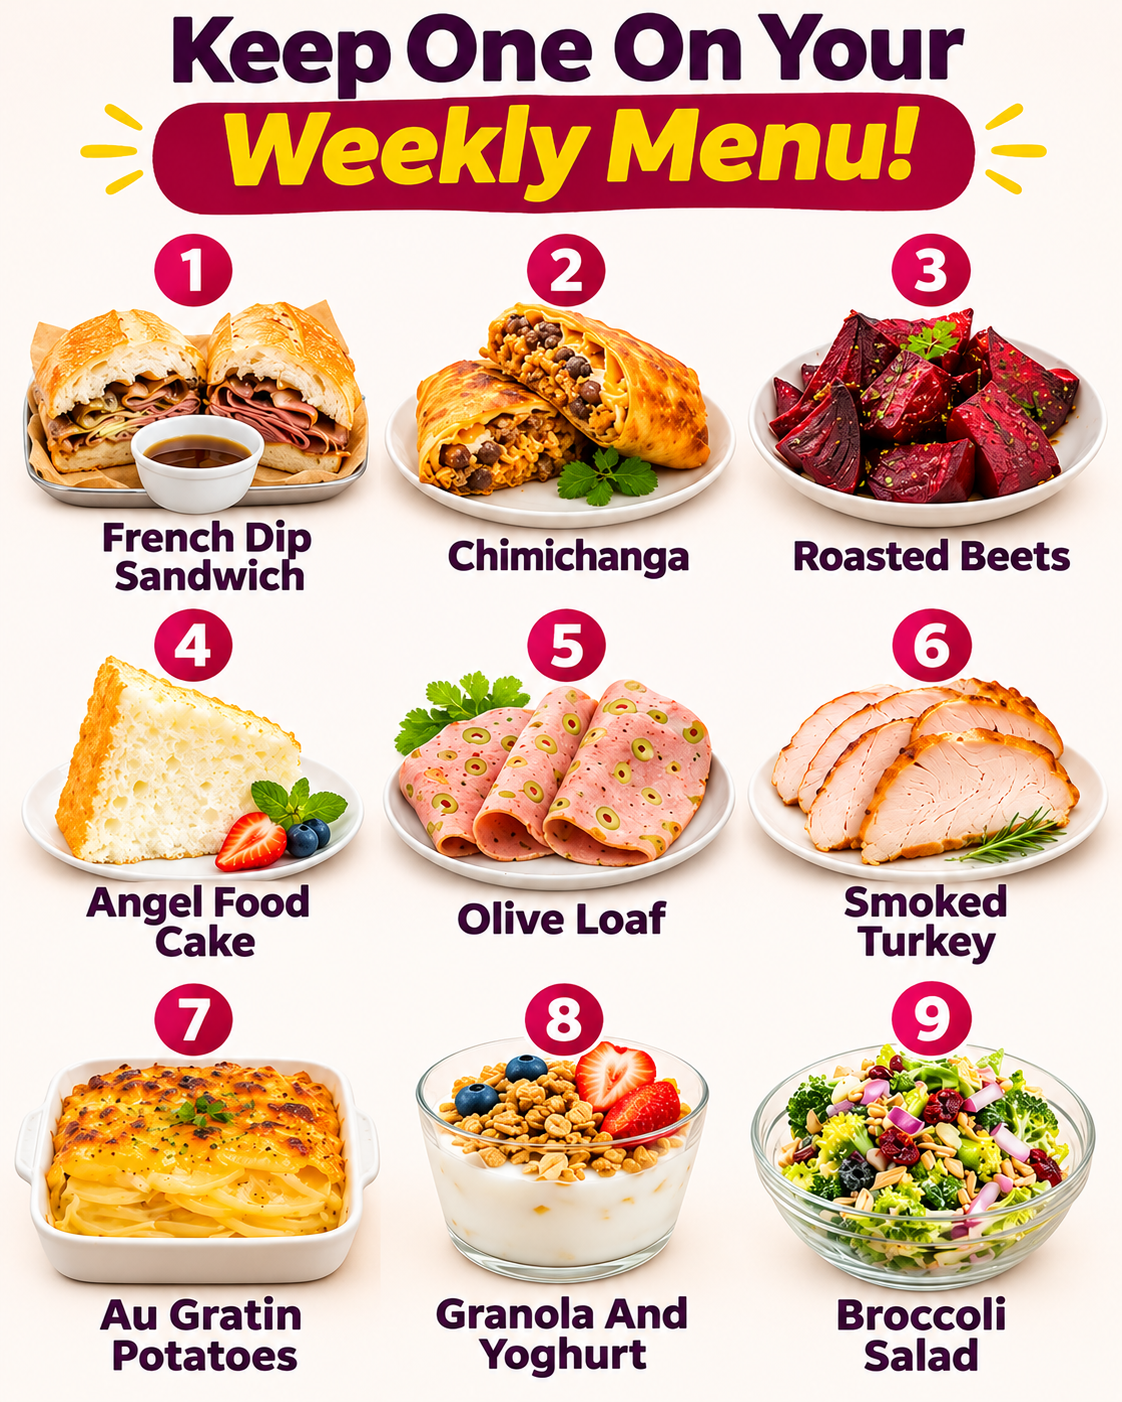 Keep One On Your
Weekly Menu!
1
2
3
French Dip
Sandwich
Chimichanga
Roasted Beets
4
5
6
Angel Food
Cake
Olive Loaf
Smoked
Turkey
7
8
9
Au Gratin
Potatoes
Granola And
Yoghurt
Broccoli
Salad